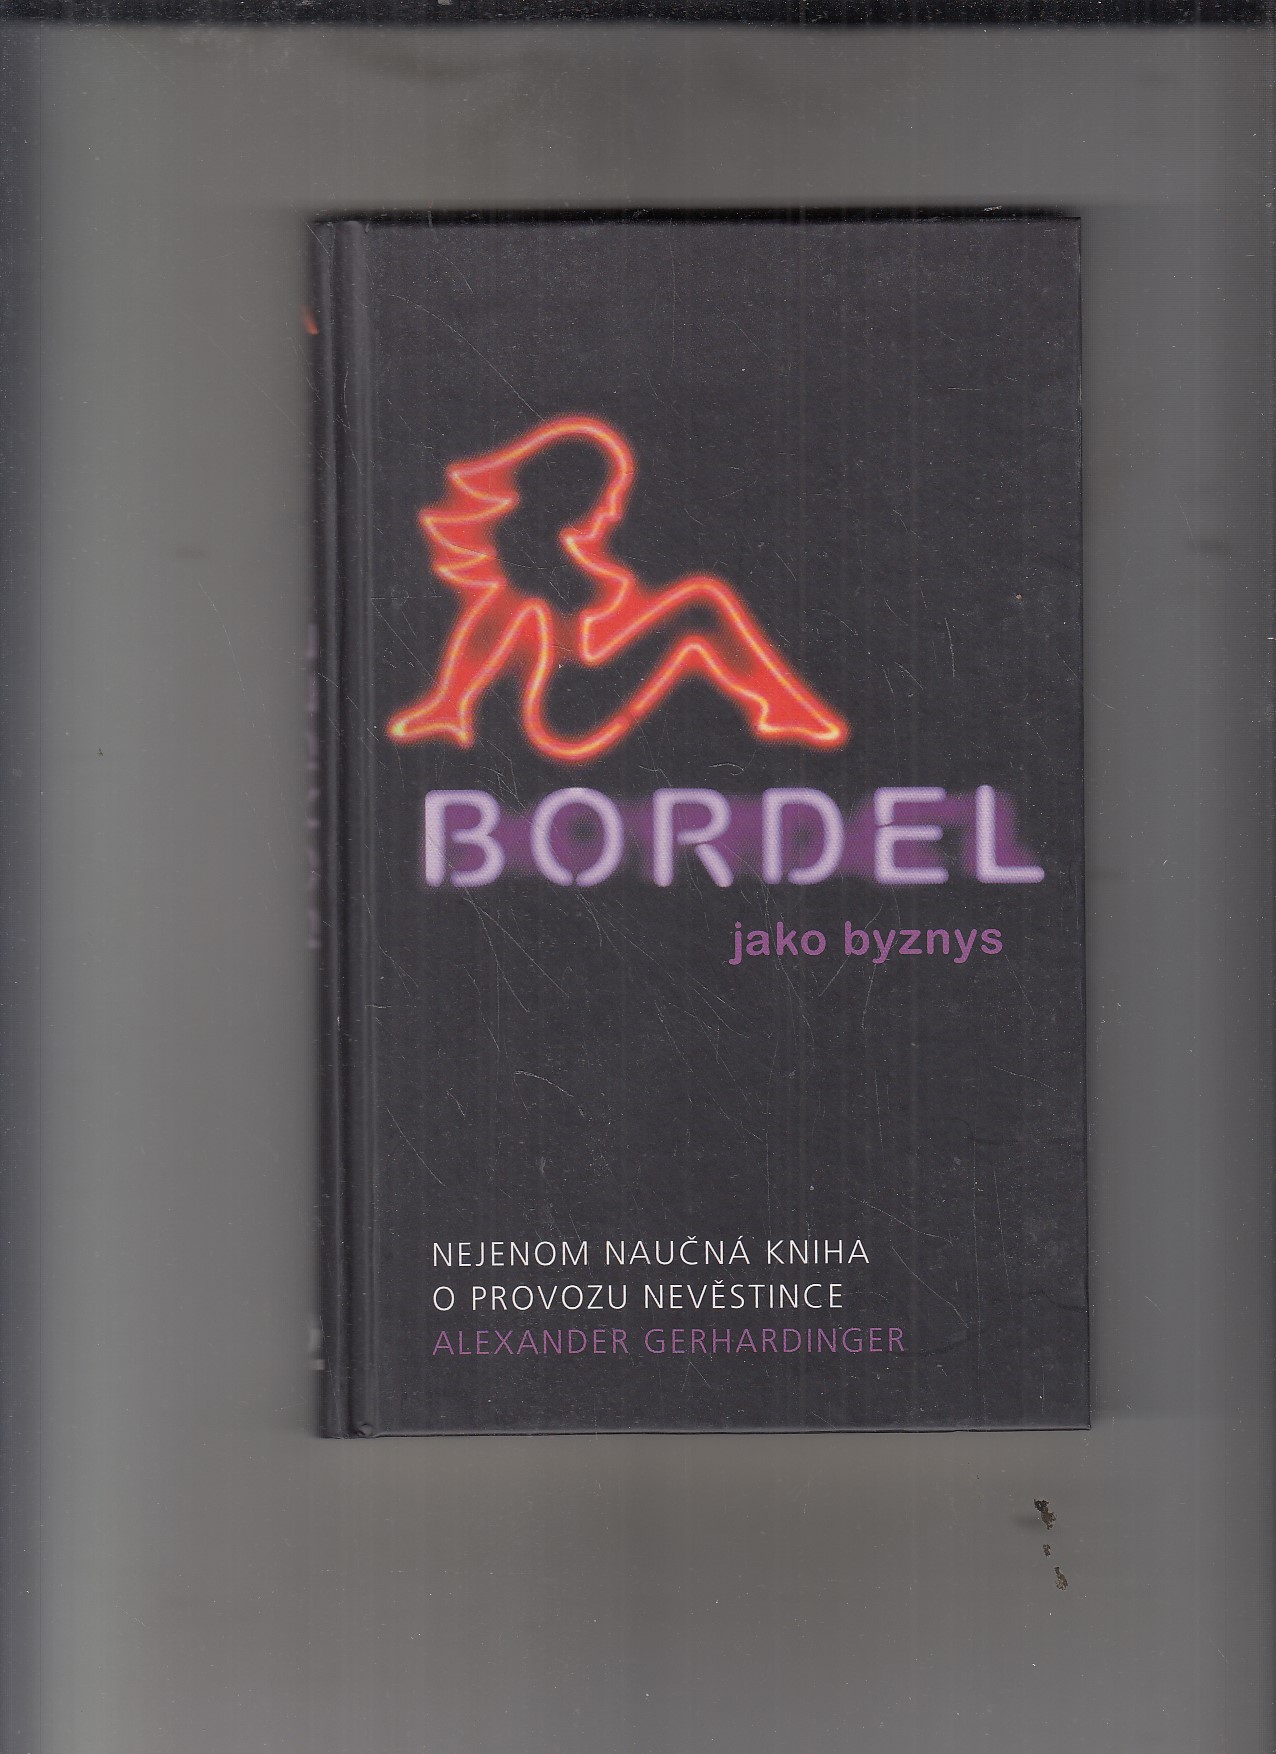 BORDEL
jako byznys
NEJENOM NAUČNÁ KNIHA
O PROVOZU NEVĚSTINCE
ALEXANDER GERHARDINGER